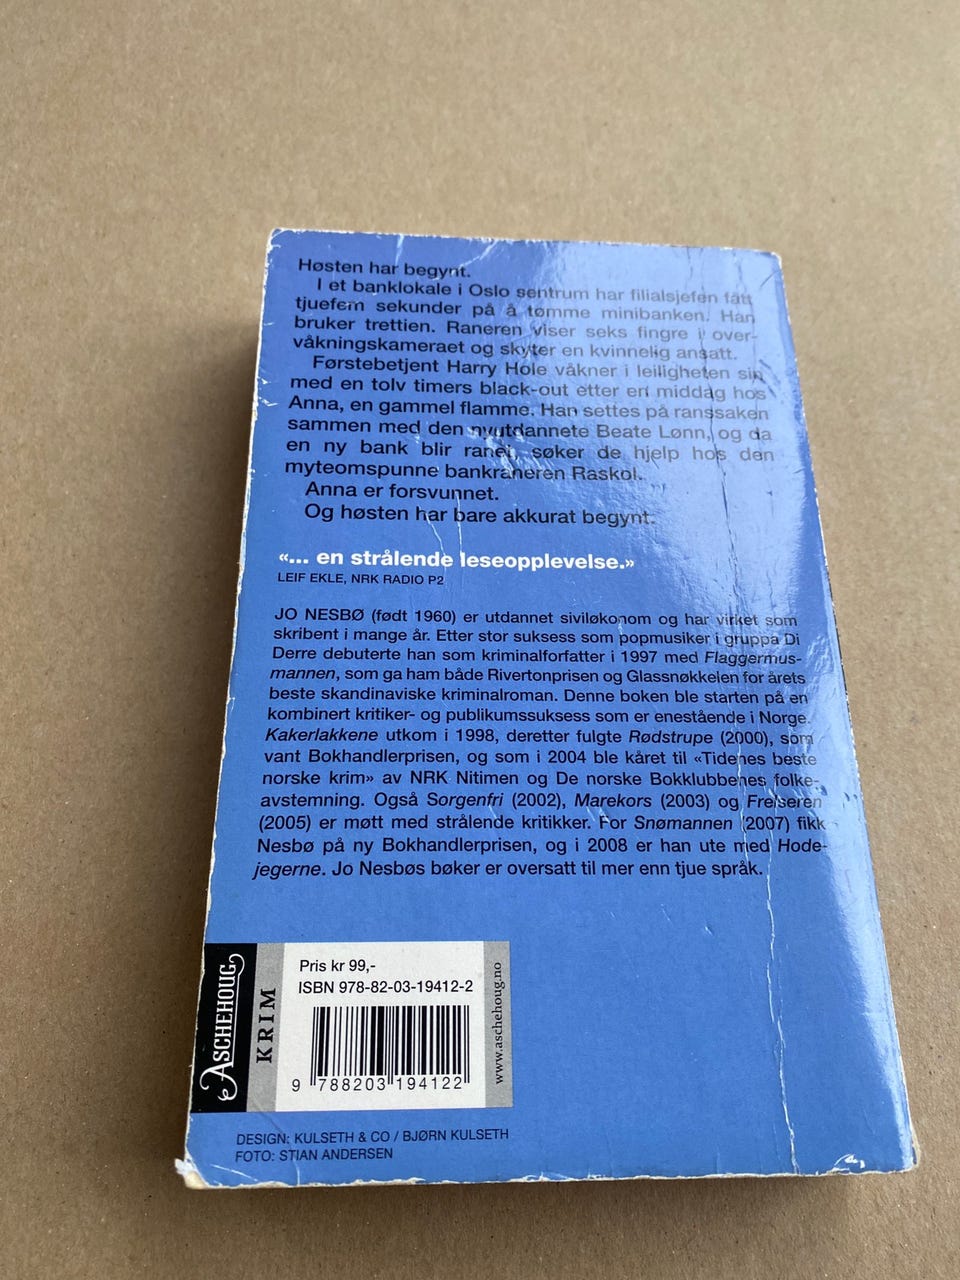 Høsten har begynt.
I et banklokale i Oslo sentrum har filialsjefen fått
tjuefem sekunder på å tømme minibanken. Han
bruker trettien. Raneren viser seks fingre i over-
våkningskameraet og skyter en kvinnelig ansatt.
Førstebetjent Harry Hole våkner i leiligheten sin
med en tolv timers black-out etter en middag hos
Anna, en gammel flamme. Han settes på ranssaken
sammen med den nyutdannete Beate Lønn, og da
en ny bank blir ranet, søker de hjelp hos den
myteomspunne bankraneren Raskol.
Anna er forsvunnet.
Og høsten har bare akkurat begynt.
«... en strålende leseopplevelse.»
LEIF EKLE, NRK RADIO P2
JO NESBØ (født 1960) er utdannet siviløkonom og har virket som
skribent i mange år. Etter stor suksess som popmusiker i gruppa Di
Derre debuterte han som kriminalforfatter i 1997 med Flaggermus-
mannen, som ga ham både Rivertonprisen og Glassnøkkelen for årets
beste skandinaviske kriminalroman. Denne boken ble starten på en
kombinert kritiker- og publikumssuksess som er enestående i Norge.
Kakerlakkene utkom i 1998, deretter fulgte Rødstrupe (2000), som
vant Bokhandlerprisen, og som i 2004 ble kåret til «Tidenes beste
norske krim» av NRK Nitimen og De norske Bokklubbenes folke-
avstemning. Også Sorgenfri (2002), Marekors (2003) og Frelseren
(2005) er møtt med strålende kritikker. For Snømannen (2007) fikk
Nesbø på ny Bokhandlerprisen, og i 2008 er han ute med Hode-
jegerne. Jo Nesbøs bøker er oversatt til mer enn tjue språk.
ASCHEHOUG
KRIM
Pris kr 99,-
ISBN 978-82-03-19412-2
9 788203 194122
www.aschehoug.no
DESIGN: KULSETH & CO / BJØRN KULSETH
FOTO: STIAN ANDERSEN